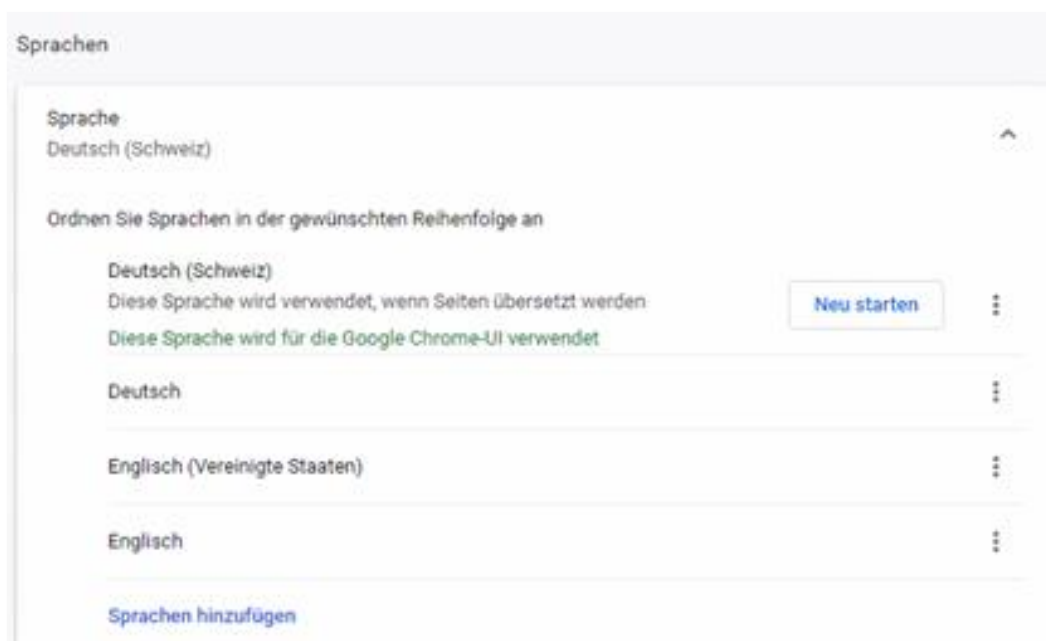 Sprachen
Sprache
Deutsch (Schweiz)
Ordnen Sie Sprachen in der gewünschten Reihenfolge an
Deutsch (Schweiz)
Diese Sprache wird verwendet, wenn Seiten übersetzt werden
Neu starten
Diese Sprache wird für die Google Chrome-UI verwendet
Deutsch
Englisch (Vereinigte Staaten)
Englisch
Sprachen hinzufügen